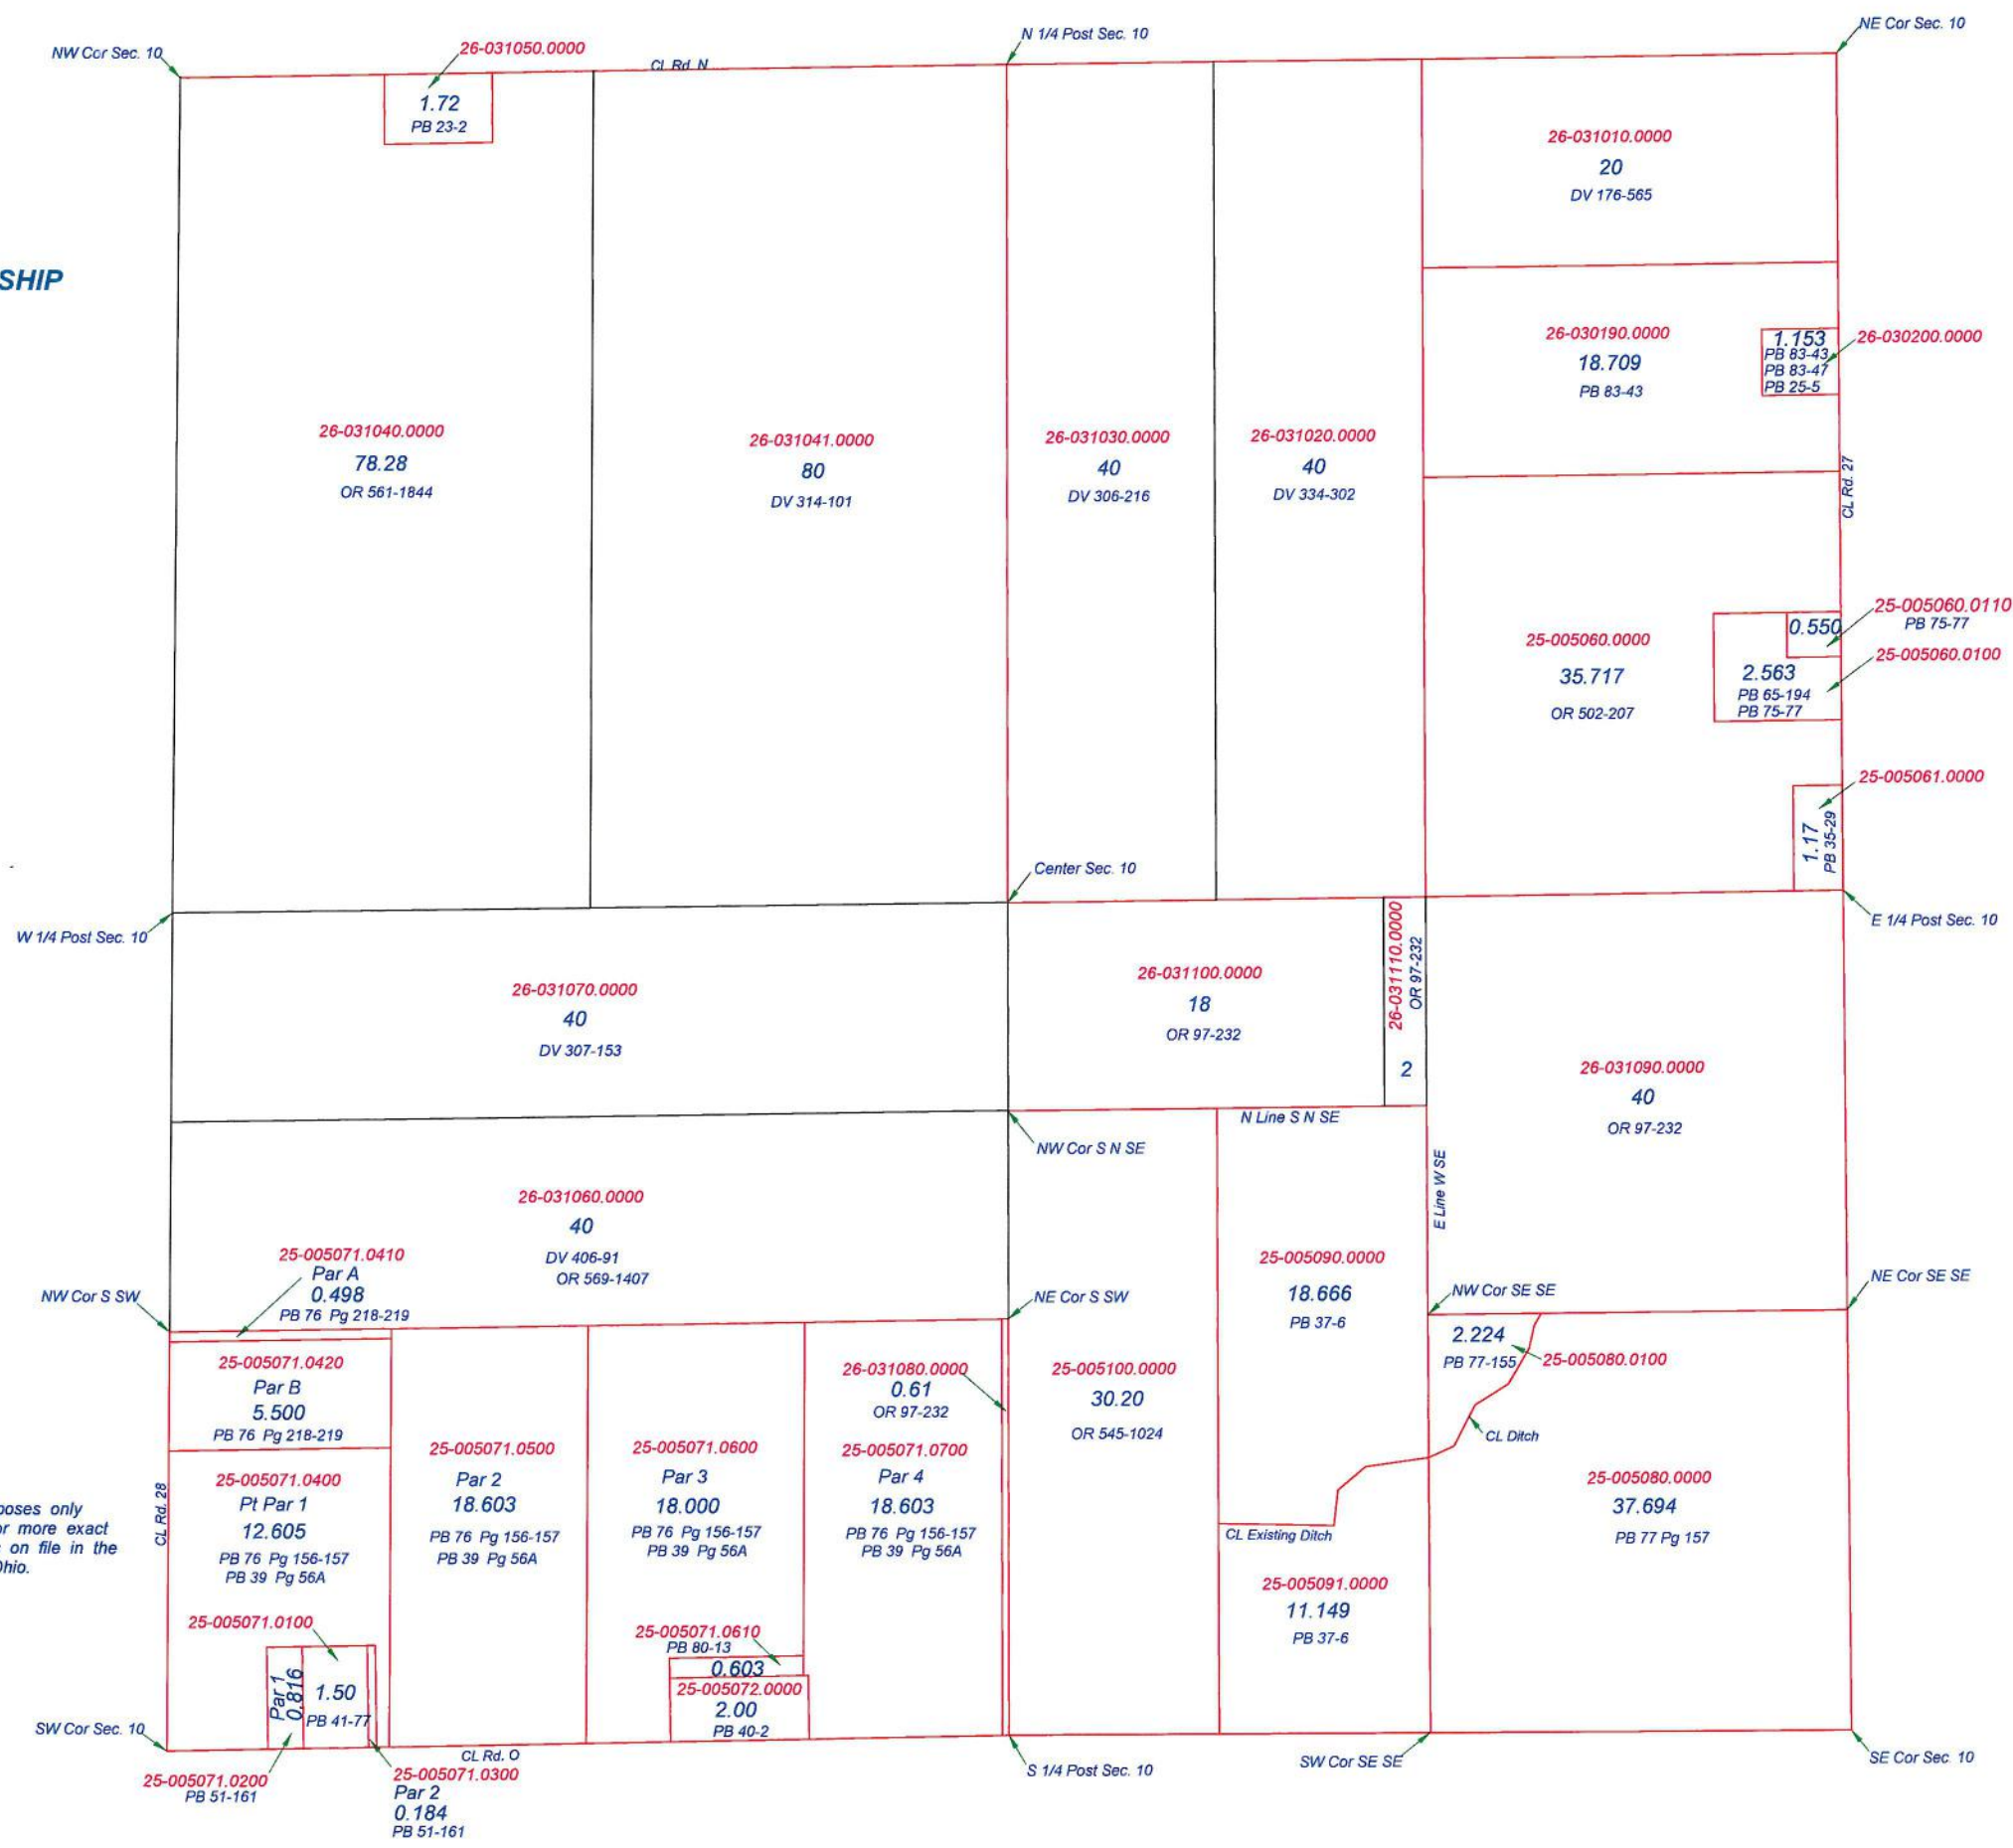 NW Cor Sec. 10
26-031050.0000
CL Rd. N
N 1/4 Post Sec. 10
NE Cor Sec. 10
1.72
PB 23-2
26-031010.0000
20
DV 176-565
SHIP
26-030190.0000
18.709
PB 83-43
1.153
PB 83-43
PB 83-47
PB 25-5
26-030200.0000
26-031040.0000
78.28
OR 561-1844
26-031041.0000
80
DV 314-101
26-031030.0000
40
DV 306-216
26-031020.0000
40
DV 334-302
CL Rd. 27
25-005060.0000
35.717
OR 502-207
0.550
25-005060.0110
PB 75-77
25-005060.0100
2.563
PB 65-194
PB 75-77
25-005061.0000
1.17
PB 35-29
Center Sec. 10
W 1/4 Post Sec. 10
E 1/4 Post Sec. 10
26-031070.0000
40
DV 307-153
26-031100.0000
18
OR 97-232
26-031110.0000
OR 97-232
2
26-031090.0000
40
OR 97-232
N Line S N SE
NW Cor S N SE
E Line W SE
26-031060.0000
40
DV 406-91
OR 569-1407
25-005071.0410
Par A
0.498
PB 76 Pg 218-219
NW Cor S SW
NE Cor S SW
25-005090.0000
18.666
PB 37-6
NW Cor SE SE
NE Cor SE SE
2.224
PB 77-155
25-005080.0100
CL Ditch
25-005071.0420
Par B
5.500
PB 76 Pg 218-219
26-031080.0000
0.61
OR 97-232
25-005100.0000
30.20
OR 545-1024
25-005071.0400
Pt Par 1
12.605
PB 76 Pg 156-157
PB 39 Pg 56A
25-005071.0500
Par 2
18.603
PB 76 Pg 156-157
PB 39 Pg 56A
25-005071.0600
Par 3
18.000
PB 76 Pg 156-157
PB 39 Pg 56A
25-005071.0700
Par 4
18.603
PB 76 Pg 156-157
PB 39 Pg 56A
25-005080.0000
37.694
PB 77 Pg 157
CL Rd. 28
poses only
or more exact
s on file in the
Ohio.
CL Existing Ditch
25-005091.0000
11.149
PB 37-6
25-005071.0100
Par 1
0.816
1.50
PB 41-77
25-005071.0610
PB 80-13
0.603
25-005072.0000
2.00
PB 40-2
SW Cor Sec. 10
CL Rd. O
25-005071.0200
PB 51-161
25-005071.0300
Par 2
0.184
PB 51-161
S 1/4 Post Sec. 10
SW Cor SE SE
SE Cor Sec. 10